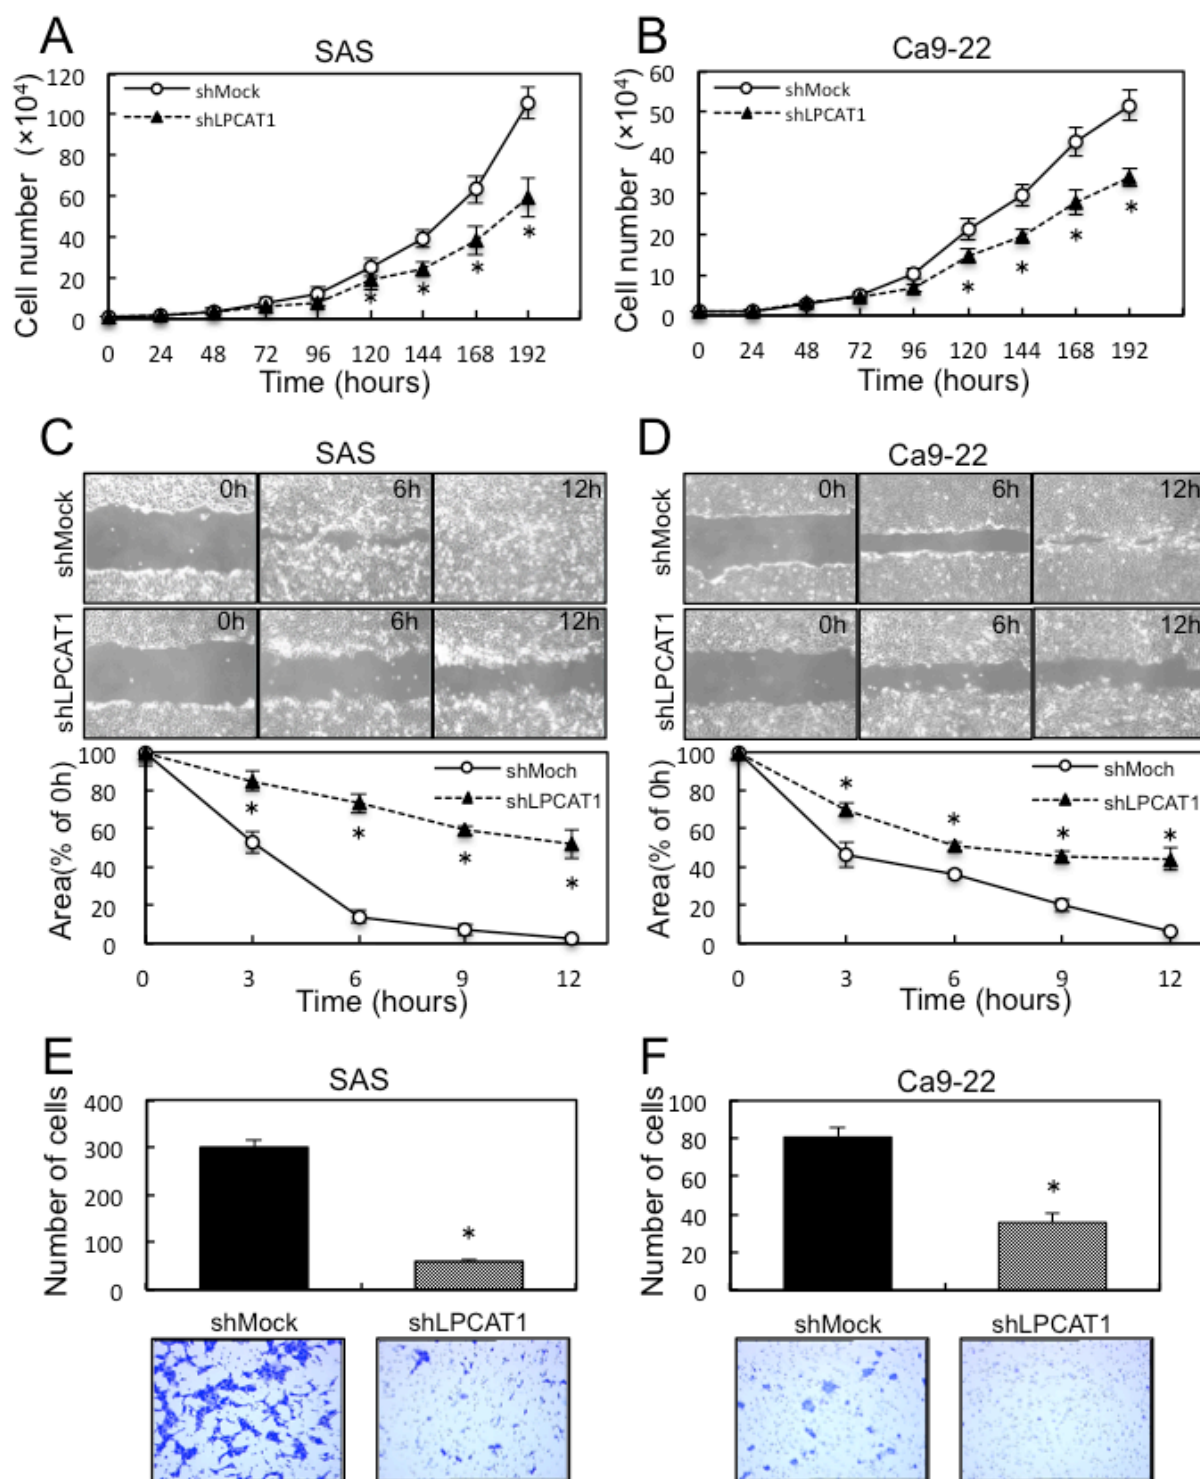 A
SAS
Cell number (×10⁴)
120
100
80
60
40
20
0
shMock
shLPCAT1
*
*
*
*
0 24 48 72 96 120 144 168 192
Time (hours)
B
Ca9-22
Cell number (×10⁴)
60
50
40
30
20
10
0
shMock
shLPCAT1
*
*
*
*
0 24 48 72 96 120 144 168 192
Time (hours)
C
SAS
shMock
0h 6h 12h
shLPCAT1
0h 6h 12h
Area(% of 0h)
100
80
60
40
20
0
shMoch
shLPCAT1
*
*
*
*
0 3 6 9 12
Time (hours)
D
Ca9-22
shMock
0h 6h 12h
shLPCAT1
0h 6h 12h
Area(% of 0h)
100
80
60
40
20
0
shMoch
shLPCAT1
*
*
*
*
0 3 6 9 12
Time (hours)
E
SAS
Number of cells
400
300
200
100
0
*
shMock shLPCAT1
F
Ca9-22
Number of cells
100
80
60
40
20
0
*
shMock shLPCAT1